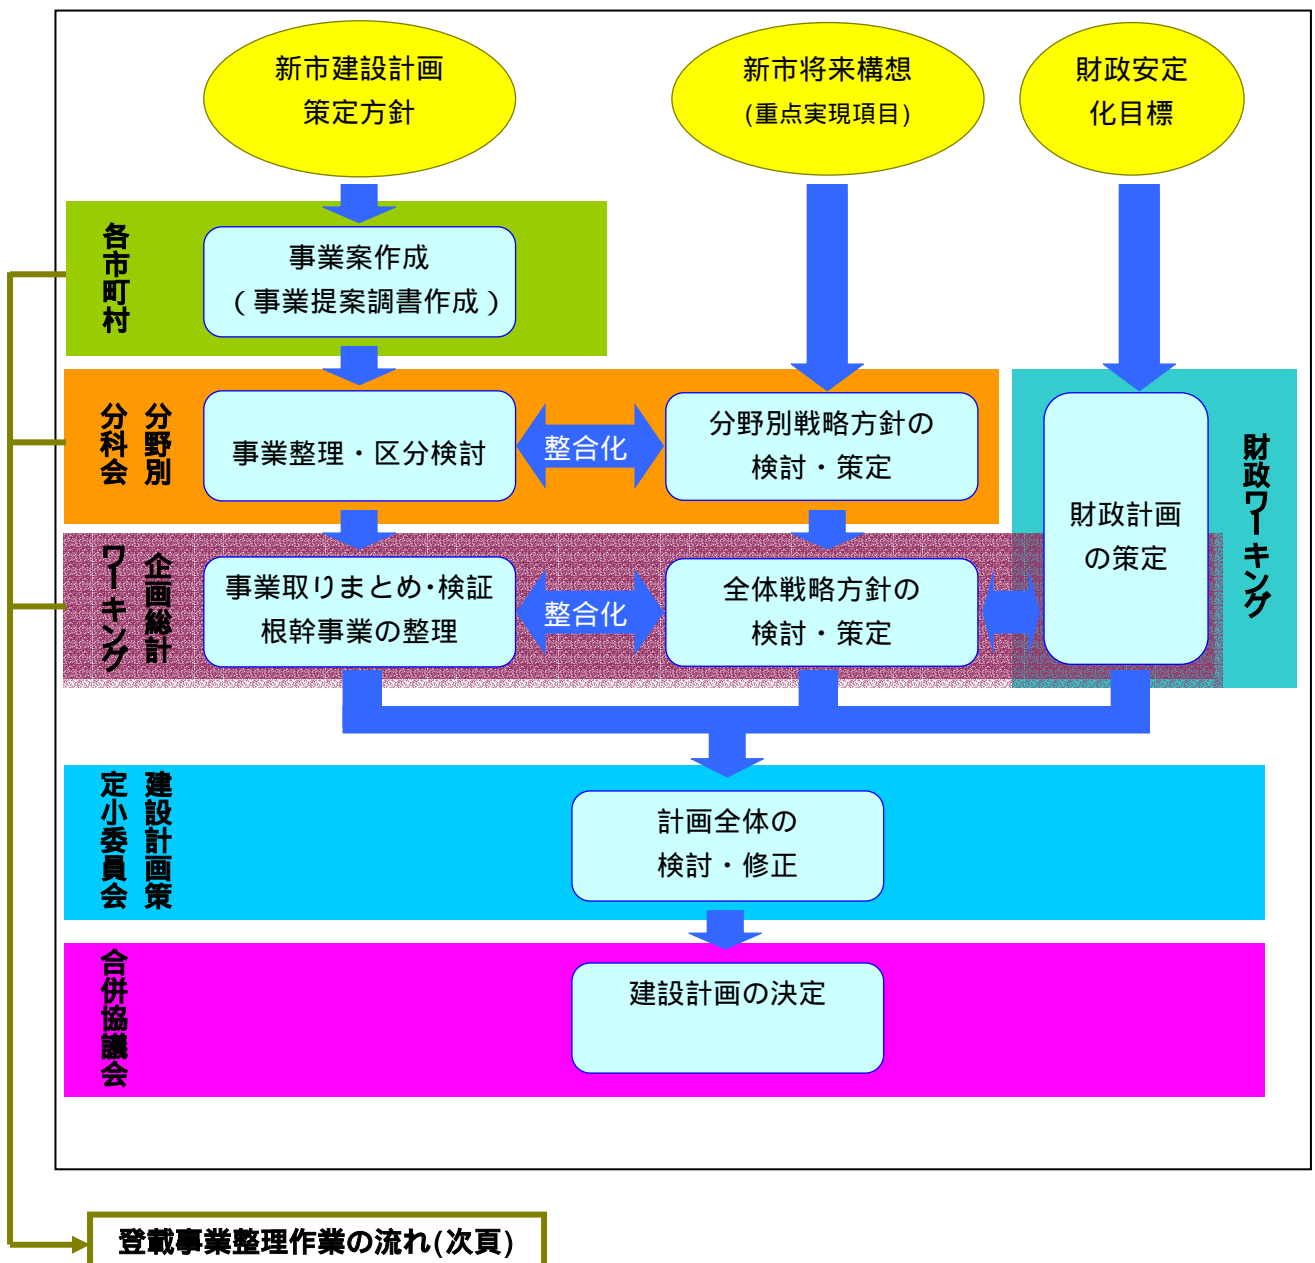 新市建設計画
策定方針
新市将来構想
(重点実現項目)
財政安定
化目標
各市町村
事業案作成
(事業提案調書作成)
分野別
分科会
事業整理・区分検討
整合化
分野別戦略方針の
検討・策定
財政ワーキング
財政計画
の策定
企画総計
ワーキング
事業取りまとめ・検証
根幹事業の整理
整合化
全体戦略方針の
検討・策定
建設計画策
定小委員会
計画全体の
検討・修正
合併協議会
建設計画の決定
登載事業整理作業の流れ(次頁)